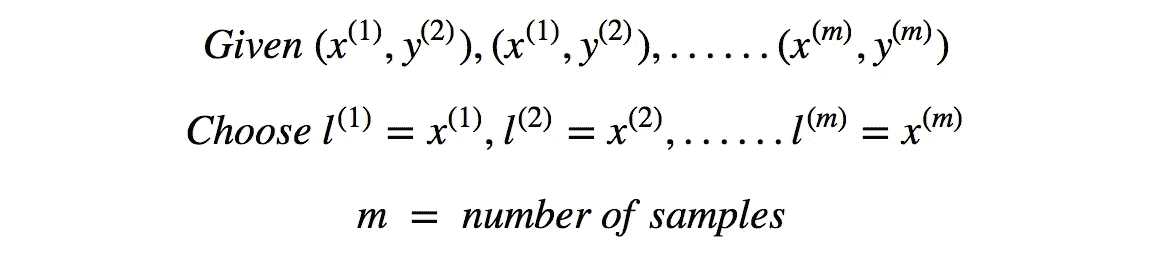 Given (x^(1), y^(2)), (x^(1), y^(2)), . . . . . . (x^(m), y^(m))
Choose l^(1) = x^(1), l^(2) = x^(2), . . . . . . l^(m) = x^(m)
m = number of samples